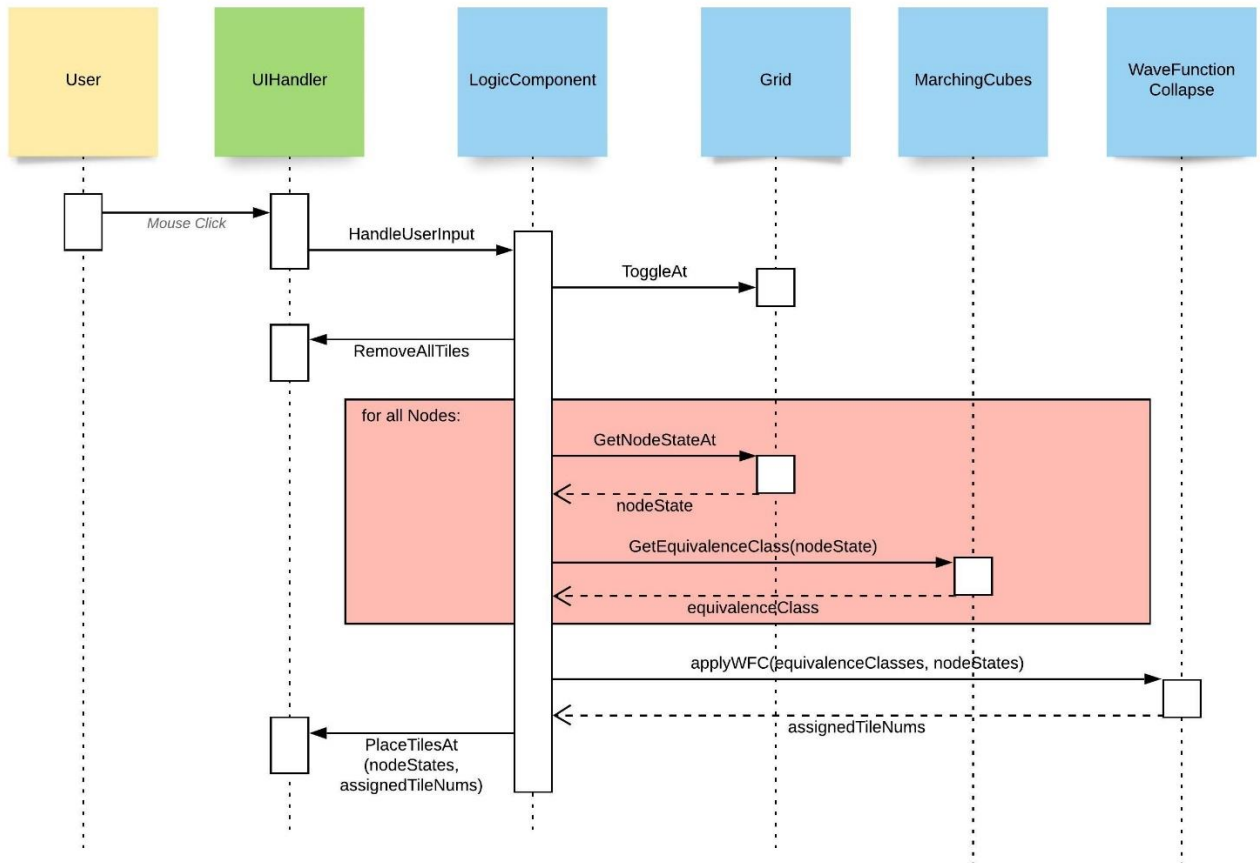 User
UIHandler
LogicComponent
Grid
MarchingCubes
WaveFunction
Collapse
Mouse Click
HandleUserInput
ToggleAt
RemoveAllTiles
for all Nodes:
GetNodeStateAt
nodeState
GetEquivalenceClass(nodeState)
equivalenceClass
applyWFC(equivalenceClasses, nodeStates)
assignedTileNums
PlaceTilesAt
(nodeStates,
assignedTileNums)